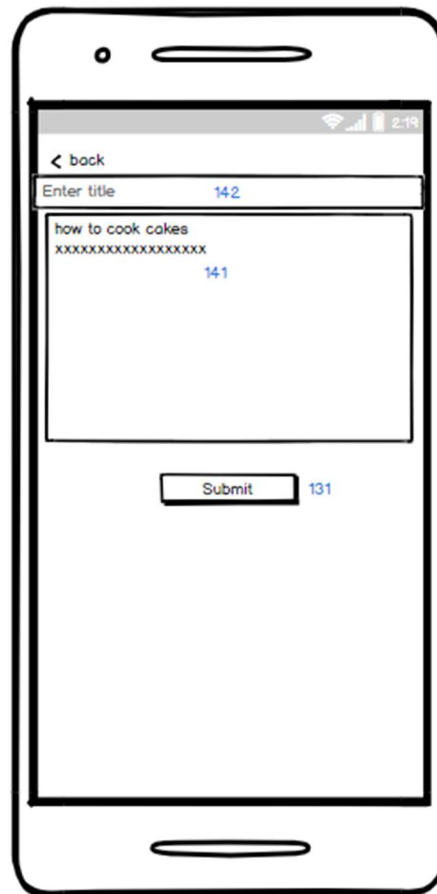 2:19
back
Enter title 142
how to cook cakes
xxxxxxxxxxxxxxxxxx
141
Submit 131